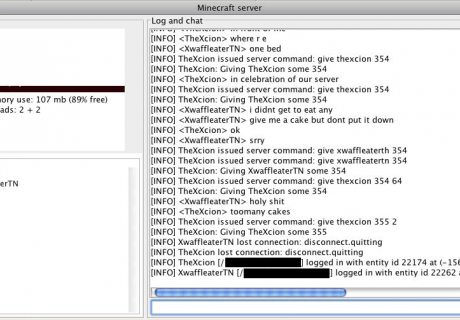 Minecraft server
Log and chat
[INFO] <TheXcion> where r e
[INFO] <XwaffleaterTN> one bed
[INFO] TheXcion issued server command: give thexcion 354
[INFO] TheXcion: Giving TheXcion some 354
[INFO] <TheXcion> in celebration of our server
[INFO] TheXcion issued server command: give thexcion 354
[INFO] TheXcion: Giving TheXcion some 354
[INFO] <XwaffleaterTN> i didnt get to eat any
[INFO] <XwaffleaterTN> give me a cake but dont put it down
[INFO] <TheXcion> ok
[INFO] <XwaffleaterTN> srry
[INFO] TheXcion issued server command: give xwaffleaterth 354
[INFO] TheXcion issued server command: give xwaffleatertn 354
[INFO] TheXcion: Giving XwaffleaterTN some 354
[INFO] TheXcion issued server command: give thexcion 354 64
[INFO] TheXcion: Giving TheXcion some 354
[INFO] <XwaffleaterTN> holy shit
[INFO] <TheXcion> toomany cakes
[INFO] TheXcion issued server command: give thexcion 355 2
[INFO] TheXcion: Giving TheXcion some 355
[INFO] XwaffleaterTN lost connection: disconnect.quitting
[INFO] TheXcion lost connection: disconnect.quitting
[INFO] TheXcion [/ ] logged in with entity id 22174 at (-156
[INFO] XwaffleaterTN [/ ] logged in with entity id 22262 a
ory use: 107 mb (89% free)
ads: 2 + 2
erTN